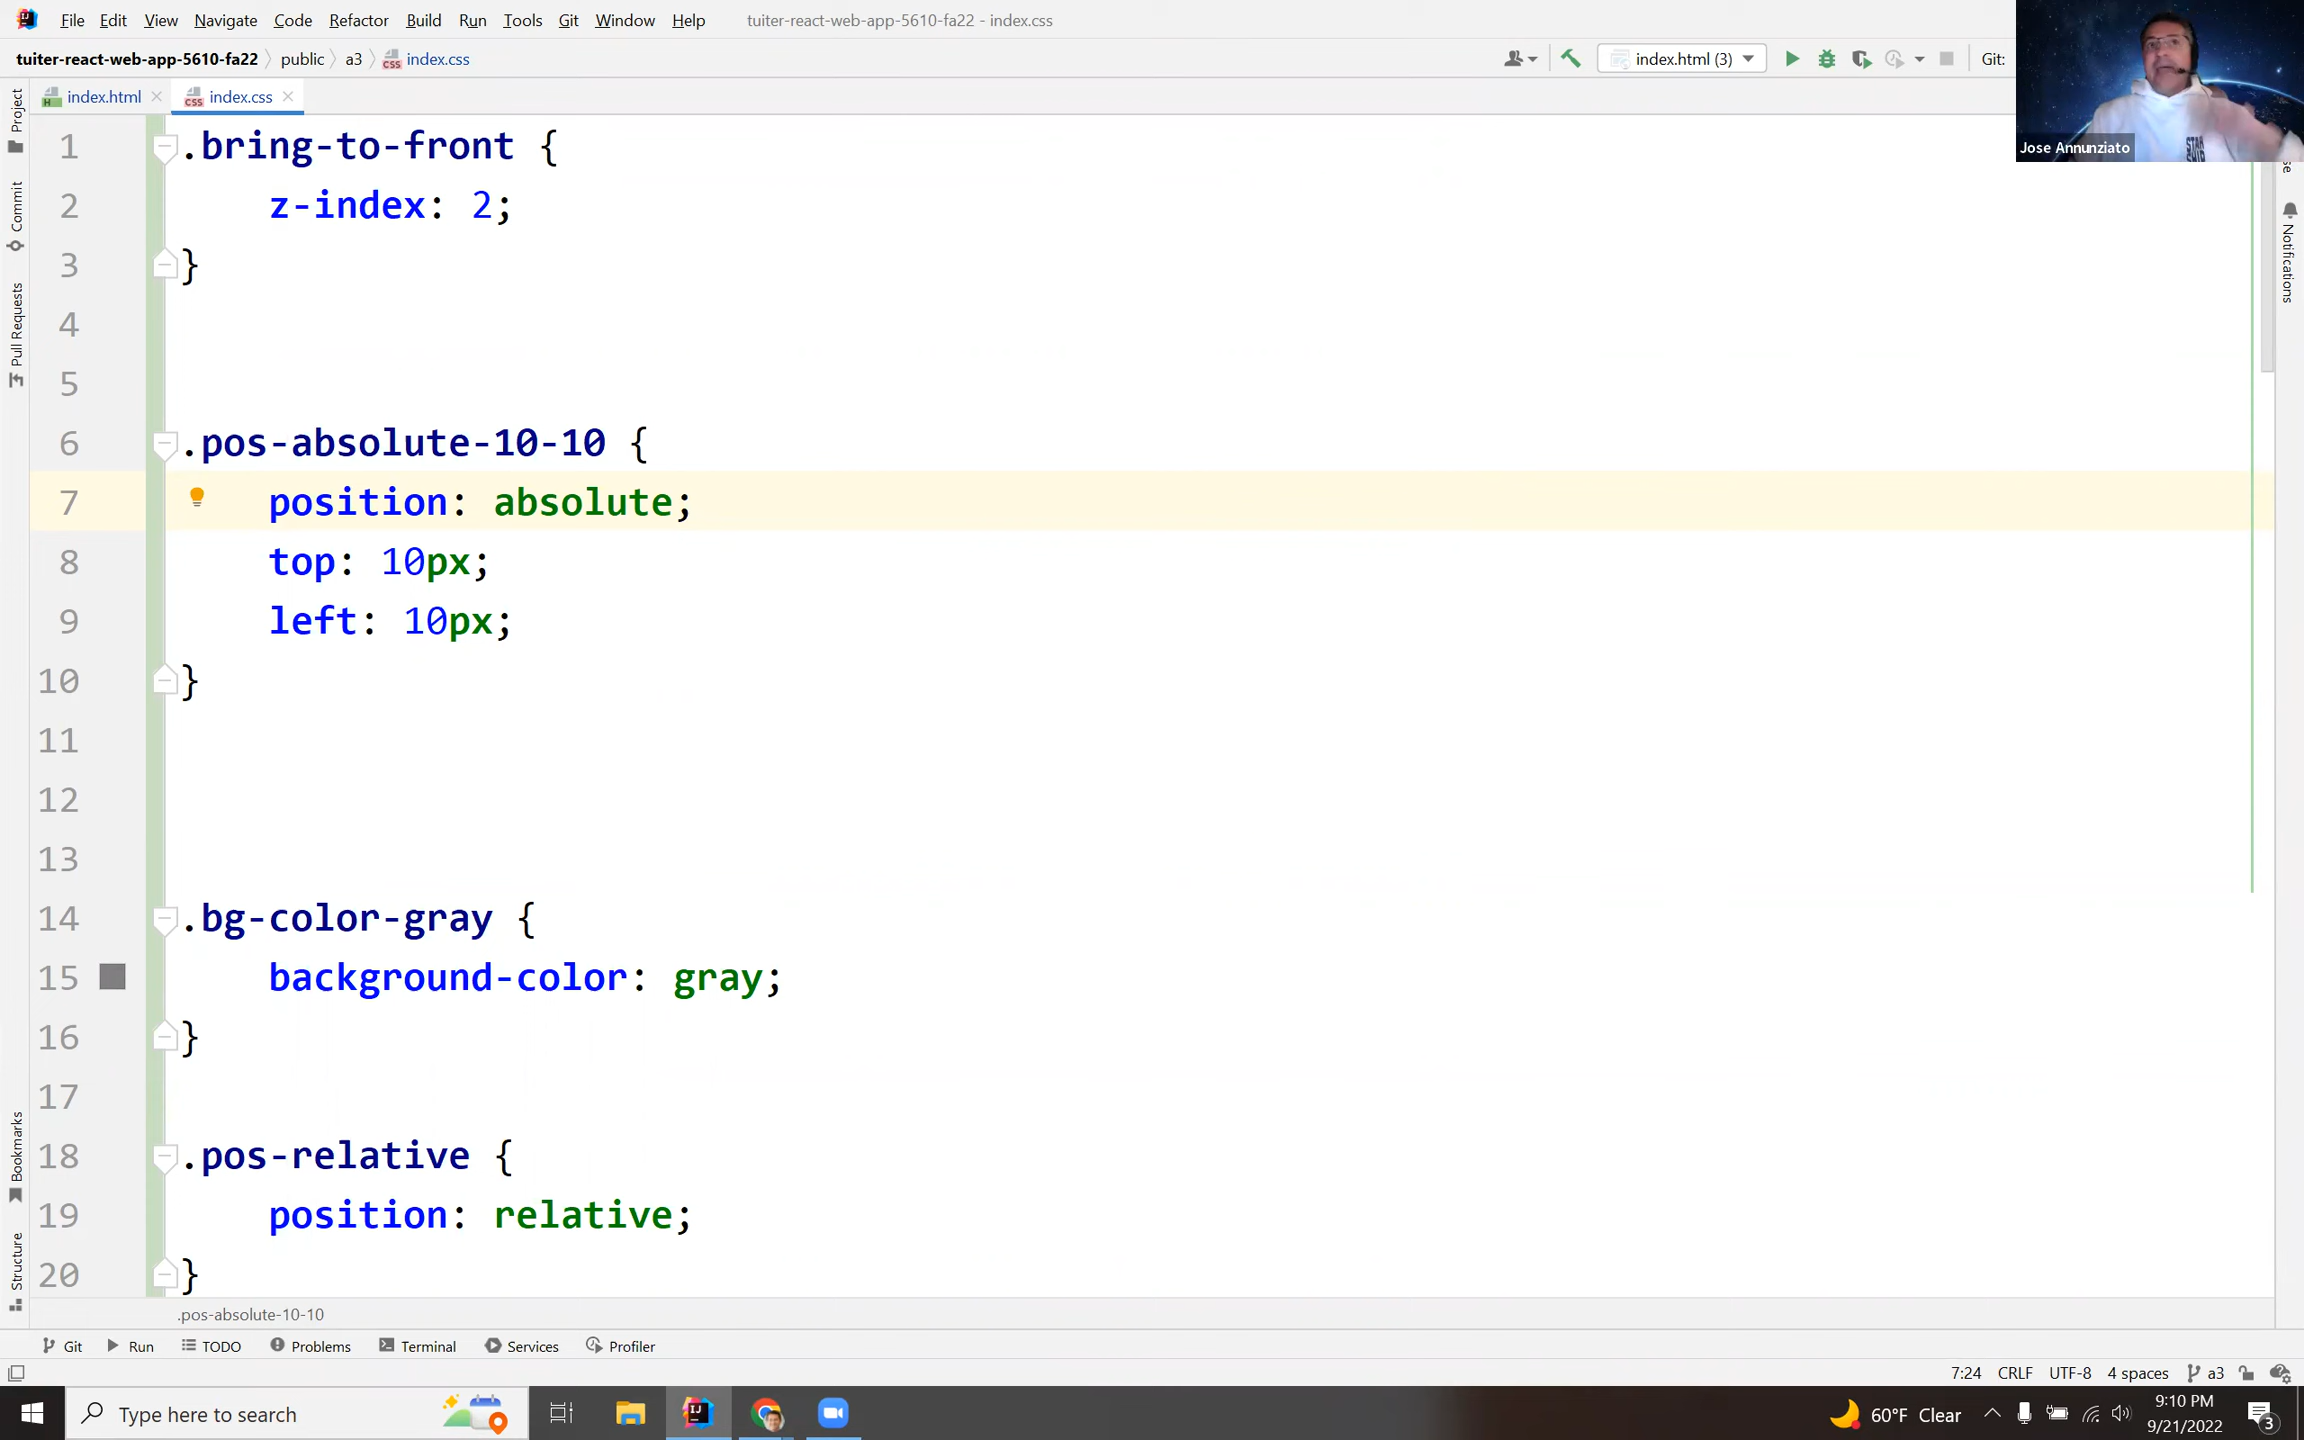 File Edit View Navigate Code Refactor Build Run Tools Git Window Help tuiter-react-web-app-5610-fa22 - index.css
tuiter-react-web-app-5610-fa22 public a3 index.css index.html (3) Git:
index.html index.css
Jose Annunziato
Project
Commit
Pull Requests
Bookmarks
Structure
Notifications
1 .bring-to-front {
2 z-index: 2;
3 }
4
5
6 .pos-absolute-10-10 {
7 position: absolute;
8 top: 10px;
9 left: 10px;
10 }
11
12
13
14 .bg-color-gray {
15 background-color: gray;
16 }
17
18 .pos-relative {
19 position: relative;
20 }
.pos-absolute-10-10
Git Run TODO Problems Terminal Services Profiler
7:24 CRLF UTF-8 4 spaces a3
Type here to search
60°F Clear
9:10 PM
9/21/2022
3